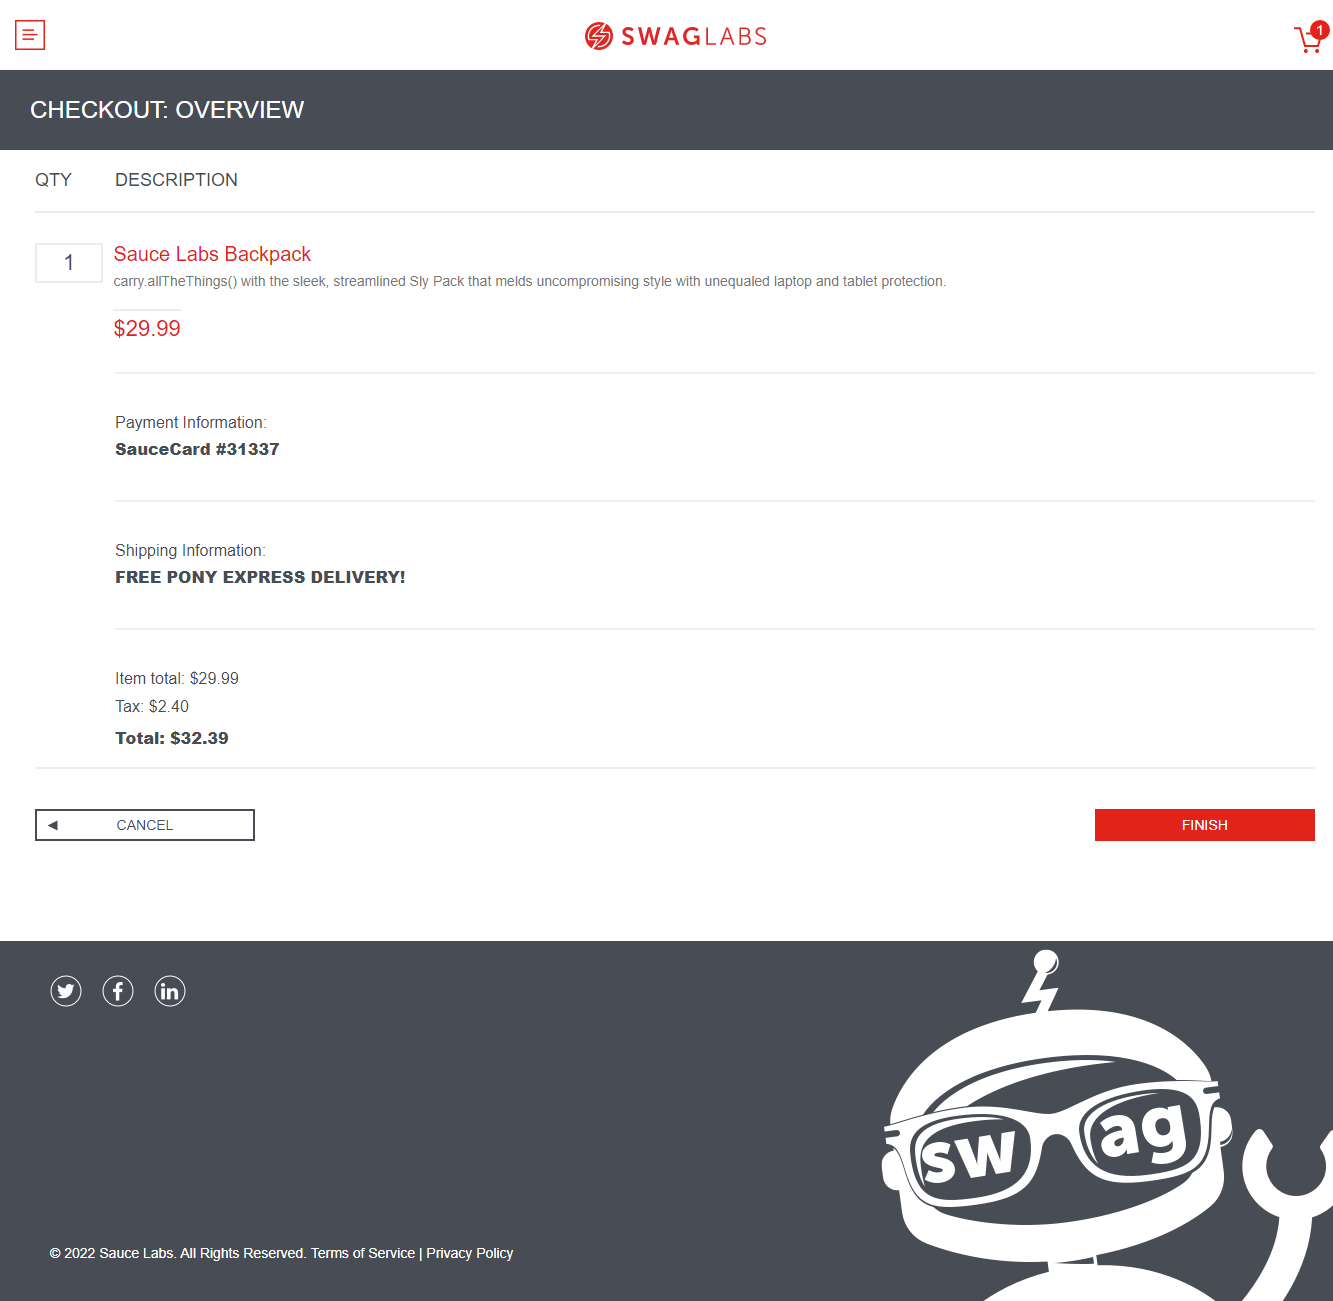 SWAGLABS
1
CHECKOUT: OVERVIEW
QTY DESCRIPTION
1
Sauce Labs Backpack
carry.allTheThings() with the sleek, streamlined Sly Pack that melds uncompromising style with unequaled laptop and tablet protection.
$29.99
Payment Information:
SauceCard #31337
Shipping Information:
FREE PONY EXPRESS DELIVERY!
Item total: $29.99
Tax: $2.40
Total: $32.39
CANCEL
FINISH
swag
© 2022 Sauce Labs. All Rights Reserved. Terms of Service | Privacy Policy